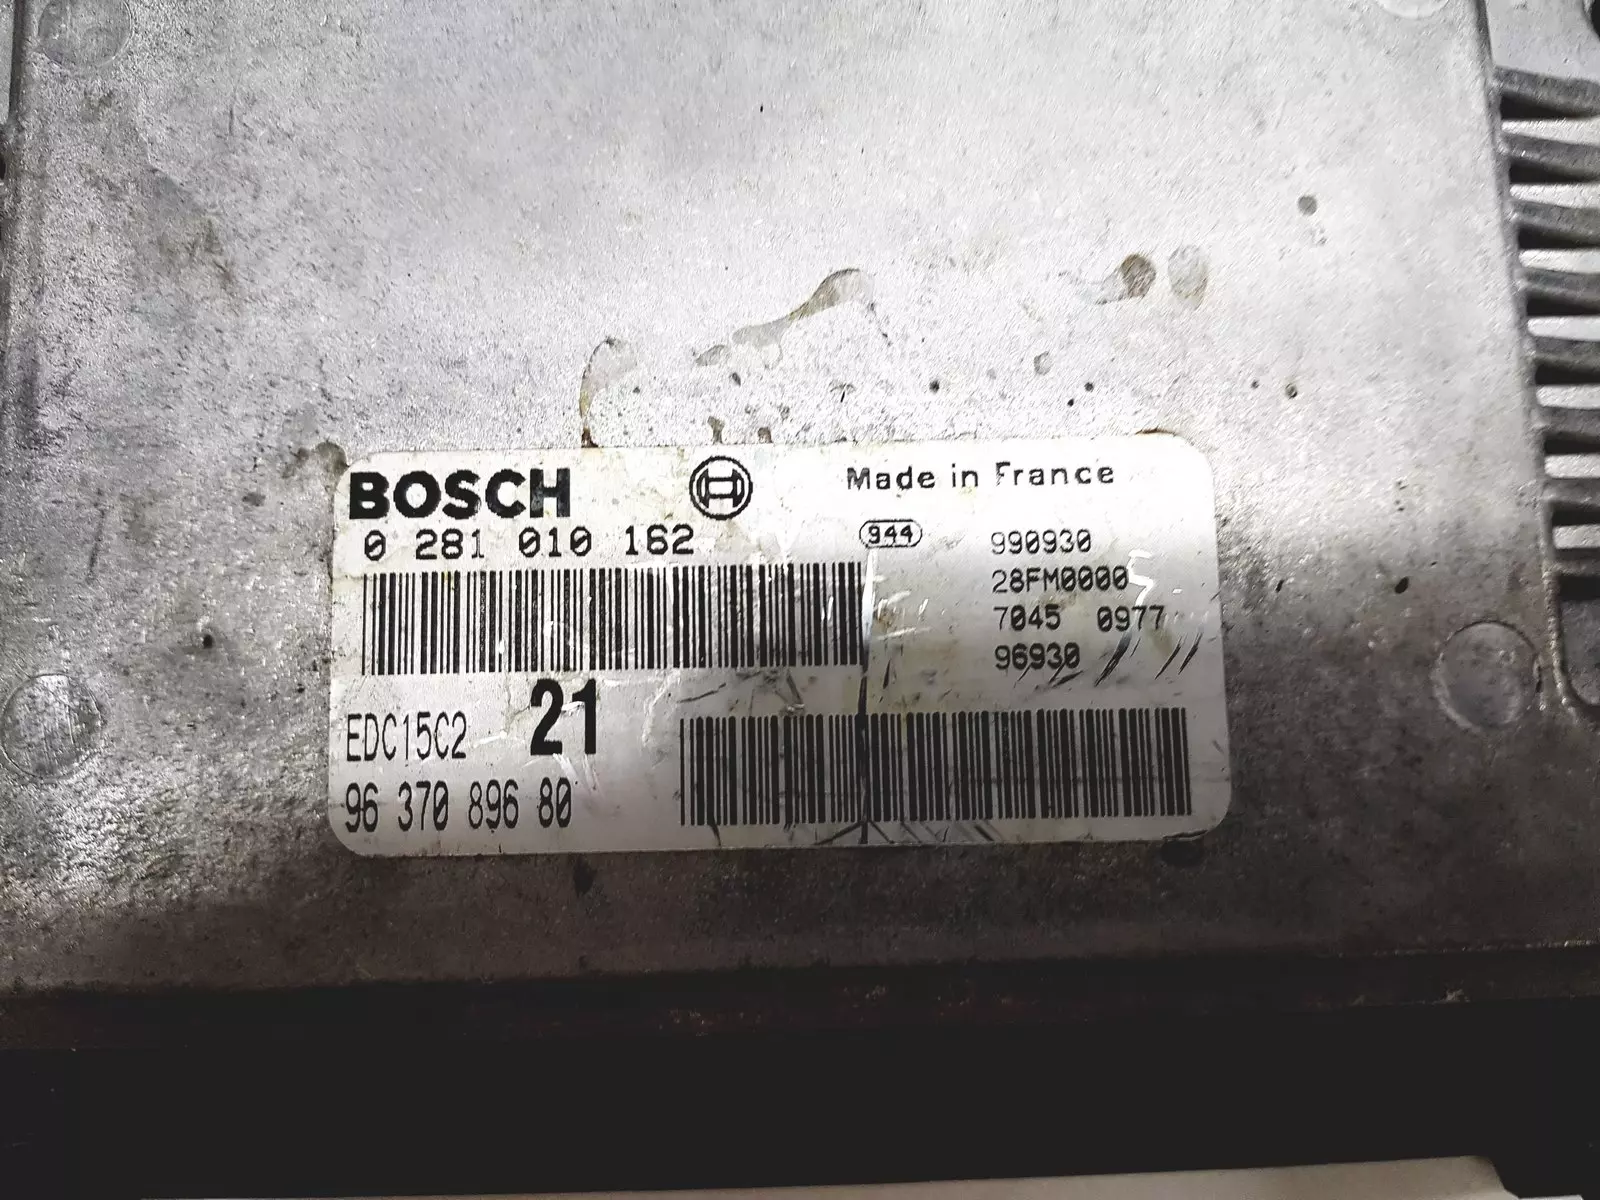 BOSCH
Made in France
0 281 010 162
944
990930
28FM0000
7045 0977
96930
EDC15C2
21
96 370 896 80